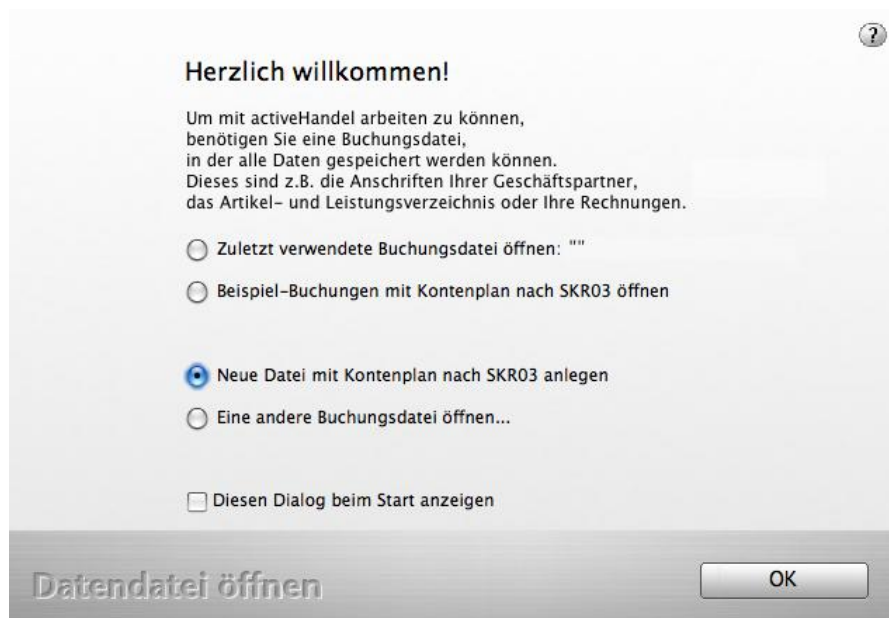 ?
Herzlich willkommen!
Um mit activeHandel arbeiten zu können,
benötigen Sie eine Buchungsdatei,
in der alle Daten gespeichert werden können.
Dieses sind z.B. die Anschriften Ihrer Geschäftspartner,
das Artikel- und Leistungsverzeichnis oder Ihre Rechnungen.
Zuletzt verwendete Buchungsdatei öffnen: ""
Beispiel-Buchungen mit Kontenplan nach SKR03 öffnen
Neue Datei mit Kontenplan nach SKR03 anlegen
Eine andere Buchungsdatei öffnen...
Diesen Dialog beim Start anzeigen
Datendatei öffnen
OK